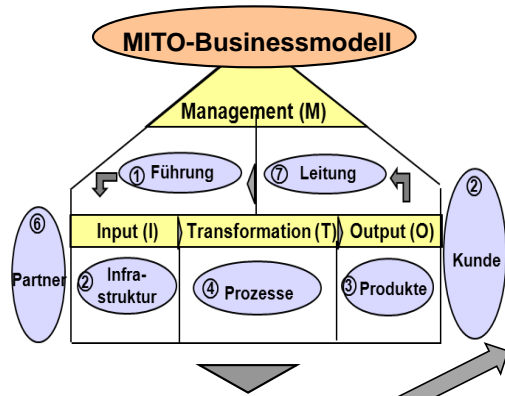 MITO-Businessmodell
Management (M)
① Führung
⑦ Leitung
②
Kunde
⑥
Partner
Input (I)
Transformation (T)
Output (O)
② Infra-
struktur
④ Prozesse
③ Produkte